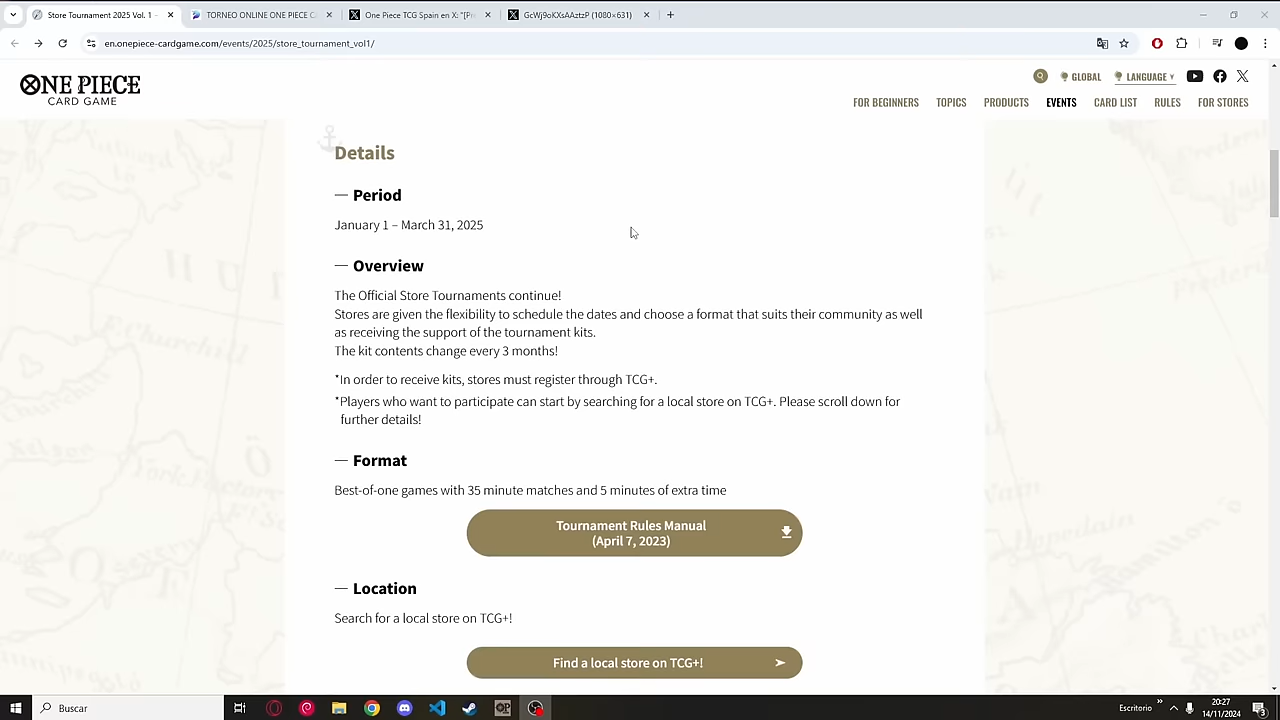 Store Tournament 2025 Vol. 1 –
TORNEO ONLINE ONE PIECE C
One Piece TCG Spain en X: "[Pr
GcWj9oKXsAAztzP (1080×631)
en.onepiece-cardgame.com/events/2025/store_tournament_vol1/
ONE PIECE
CARD GAME
GLOBAL
LANGUAGE
FOR BEGINNERS
TOPICS
PRODUCTS
EVENTS
CARD LIST
RULES
FOR STORES
Details
Period
January 1 – March 31, 2025
Overview
The Official Store Tournaments continue!
Stores are given the flexibility to schedule the dates and choose a format that suits their community as well
as receiving the support of the tournament kits.
The kit contents change every 3 months!
*In order to receive kits, stores must register through TCG+.
*Players who want to participate can start by searching for a local store on TCG+. Please scroll down for
further details!
Format
Best-of-one games with 35 minute matches and 5 minutes of extra time
Tournament Rules Manual
(April 7, 2023)
Location
Search for a local store on TCG+!
Find a local store on TCG+!
Buscar
OP
Escritorio
20:27
14/11/2024
3